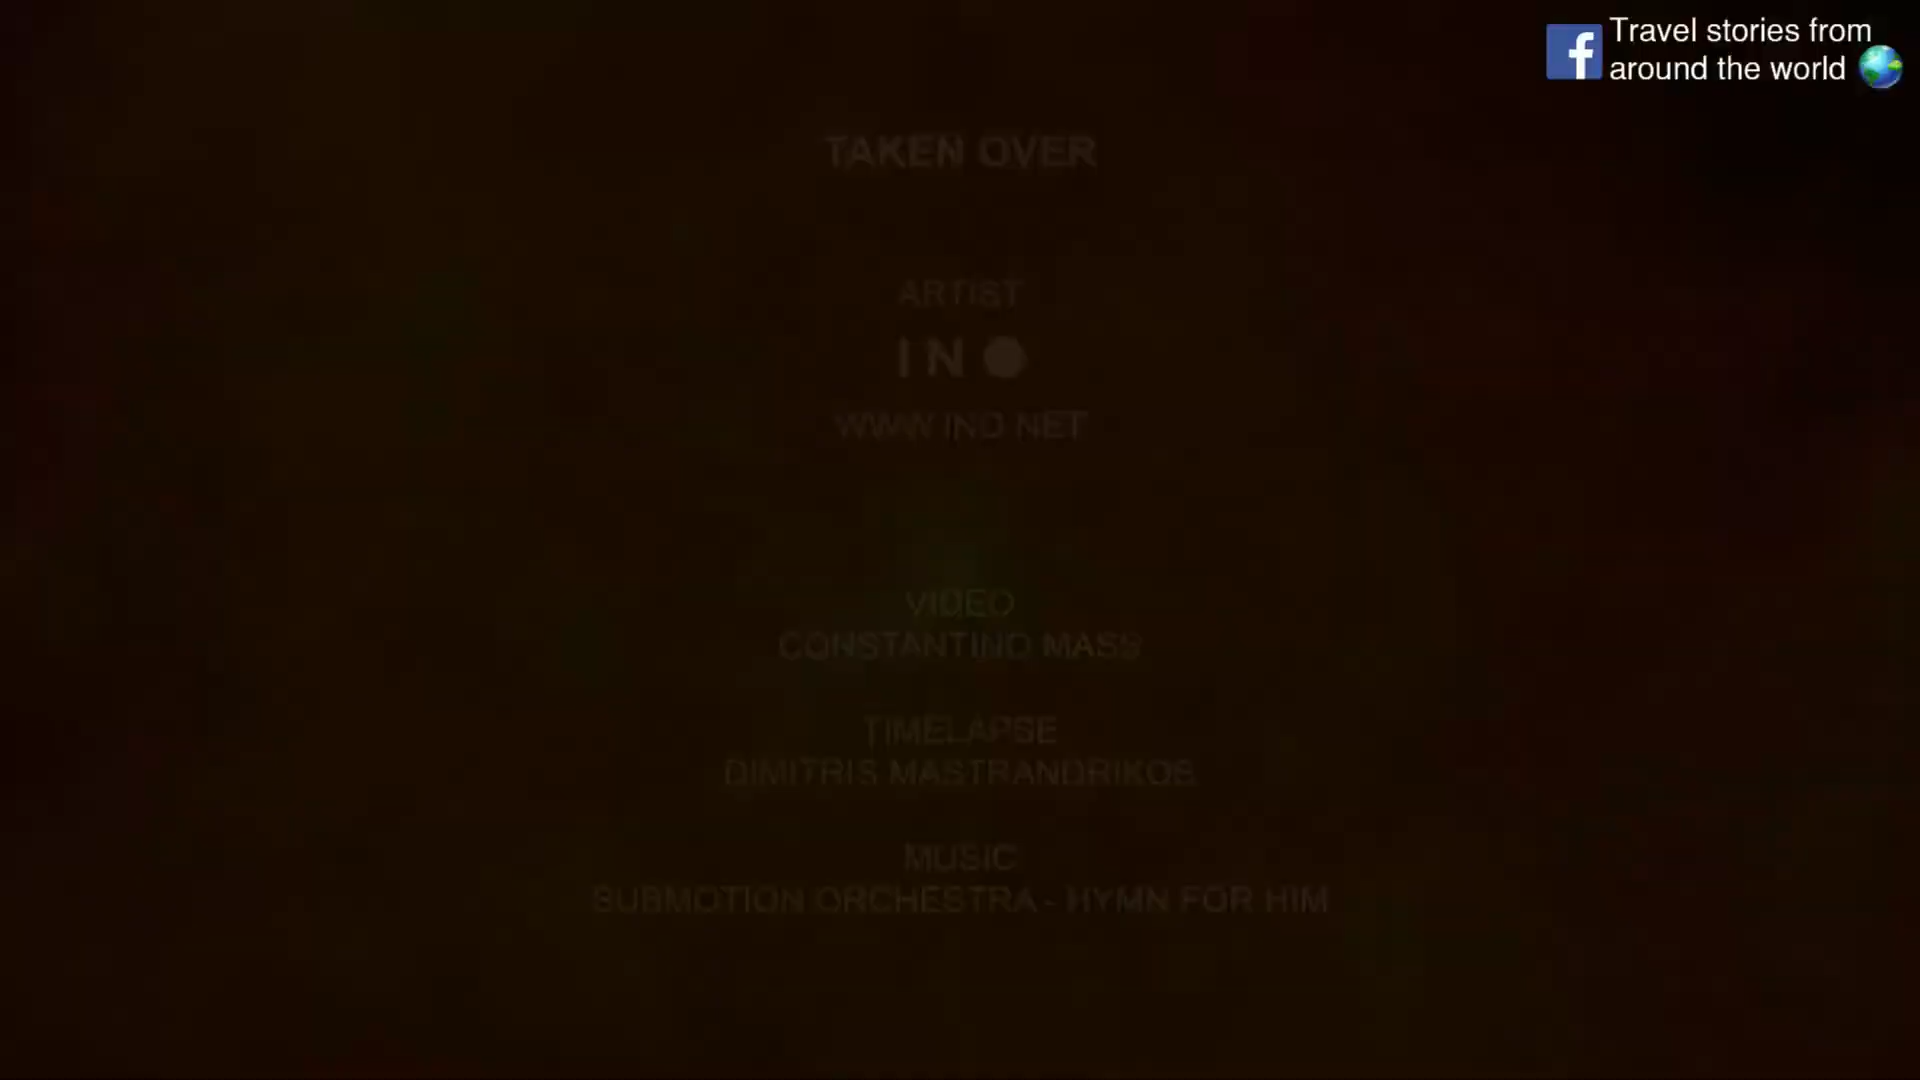 Travel stories from
around the world
TAKEN OVER
ARTIST
IN●
WWW.INO.NET
VIDEO
CONSTANTINO MASS
TIMELAPSE
DIMITRIS MASTRANDRIKOS
MUSIC
SUBMOTION ORCHESTRA - HYMN FOR HIM